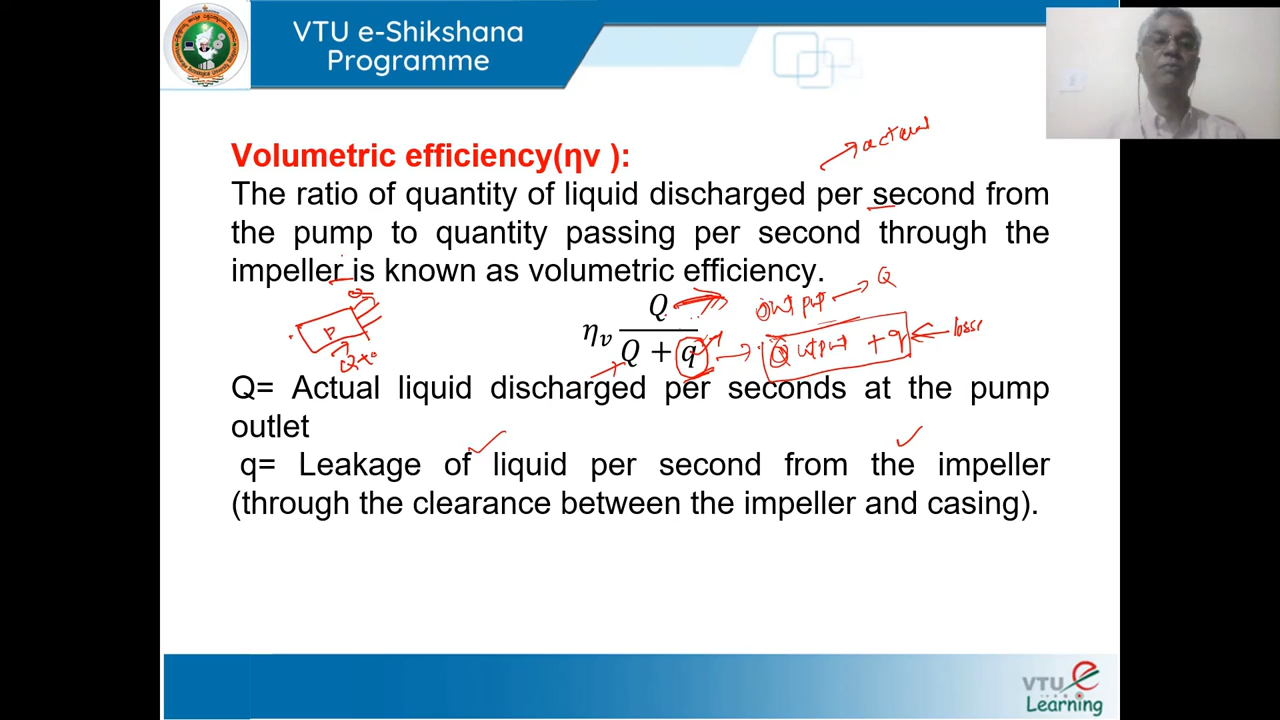 VTU e-Shikshana
Programme
actual
Volumetric efficiency(ηv ):
The ratio of quantity of liquid discharged per second from
the pump to quantity passing per second through the
impeller is known as volumetric efficiency.
output → Q
ηv Q / Q + q → output + q ← losse
P
Q+
Q= Actual liquid discharged per seconds at the pump
outlet
q= Leakage of liquid per second from the impeller
(through the clearance between the impeller and casing).
VTU e
Learning